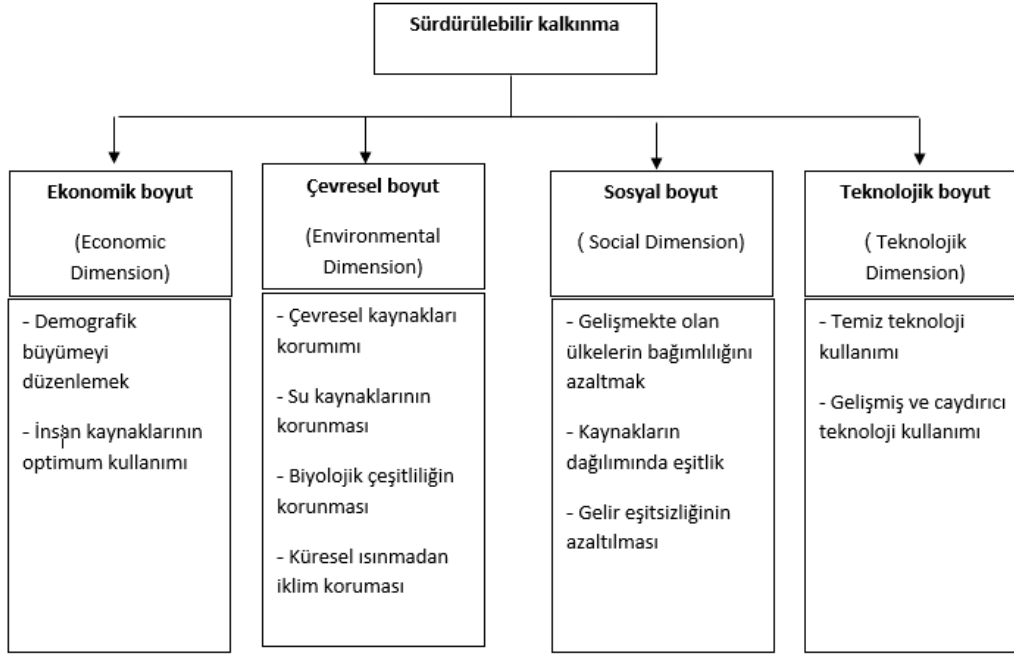 Sürdürülebilir kalkınma
Ekonomik boyut
(Economic
Dimension)
- Demografik
büyümeyi
düzenlemek
- İnsan kaynaklarının
optimum kullanımı
Çevresel boyut
(Environmental
Dimension)
- Çevresel kaynakları
korumımı
- Su kaynaklarının
korunması
- Biyolojik çeşitliliğin
korunması
- Küresel ısınmadan
iklim koruması
Sosyal boyut
( Social Dimension)
- Gelişmekte olan
ülkelerin bağımlılığını
azaltmak
- Kaynakların
dağılımında eşitlik
- Gelir eşitsizliğinin
azaltılması
Teknolojik boyut
( Teknolojik
Dimension)
- Temiz teknoloji
kullanımı
- Gelişmiş ve caydırıcı
teknoloji kullanımı